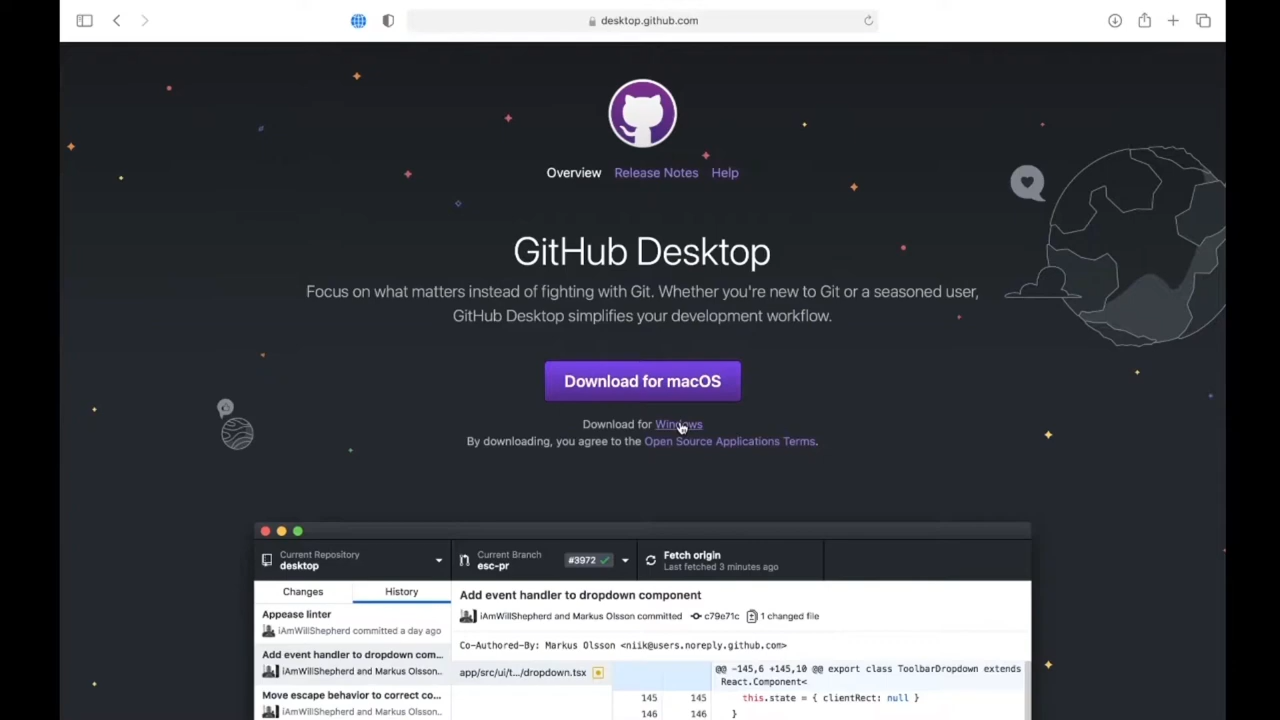 desktop.github.com
Overview Release Notes Help
GitHub Desktop
Focus on what matters instead of fighting with Git. Whether you're new to Git or a seasoned user,
GitHub Desktop simplifies your development workflow.
Download for macOS
Download for Windows
By downloading, you agree to the Open Source Applications Terms.
Current Repository
desktop
Current Branch
esc-pr
#3972
Fetch origin
Last fetched 3 minutes ago
Changes History
Appease linter
iAmWillShepherd committed a day ago
Add event handler to dropdown com...
iAmWillShepherd and Markus Olsson...
Move escape behavior to correct co...
iAmWillShepherd and Markus Olsson...
Add event handler to dropdown component
iAmWillShepherd and Markus Olsson committed c79e71c 1 changed file
Co-Authored-By: Markus Olsson <niik@users.noreply.github.com>
app/src/ui/t.../dropdown.tsx
@@ -145,6 +145,10 @@ export class ToolbarDropdown extends
React.Component<
145 145 this.state = { clientRect: null }
146 146 }